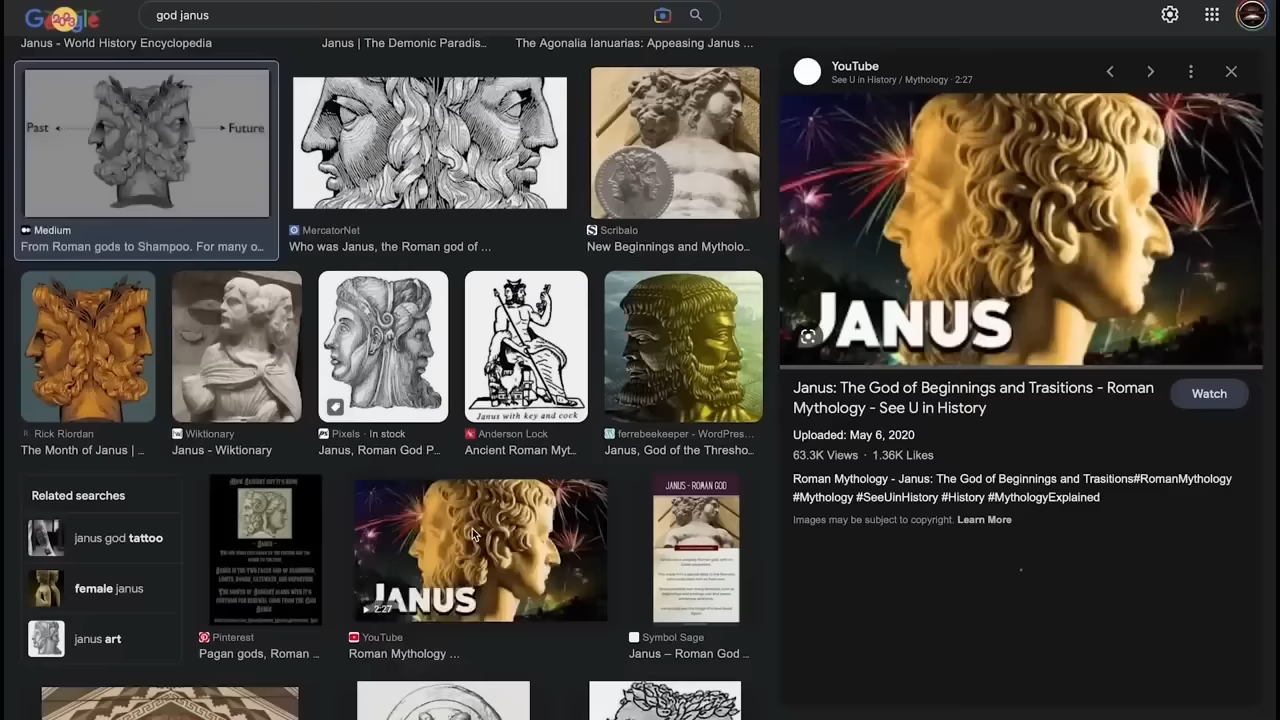 god janus
Janus - World History Encyclopedia
Janus | The Demonic Paradis...
The Agonalia Ianuarias: Appeasing Janus ...
Past
Future
Medium
From Roman gods to Shampoo. For many o...
MercatorNet
Who was Janus, the Roman god of ...
Scribalo
New Beginnings and Mytholo...
Janus with key and cock
Rick Riordan
The Month of Janus | ...
Wiktionary
Janus - Wiktionary
Pixels · In stock
Janus, Roman God P...
Anderson Lock
Ancient Roman Myt...
ferrebeekeeper - WordPres...
Janus, God of the Thresho...
Related searches
janus god tattoo
female janus
janus art
- JANUS -
Pinterest
Pagan gods, Roman ...
JANUS
2:27
YouTube
Roman Mythology ...
JANUS - ROMAN GOD
Symbol Sage
Janus – Roman God ...
YouTube
See U in History / Mythology · 2:27
JANUS
Janus: The God of Beginnings and Trasitions - Roman
Mythology - See U in History
Watch
Uploaded: May 6, 2020
63.3K Views · 1.36K Likes
Roman Mythology - Janus: The God of Beginnings and Trasitions#RomanMythology
#Mythology #SeeUinHistory #History #MythologyExplained
Images may be subject to copyright. Learn More